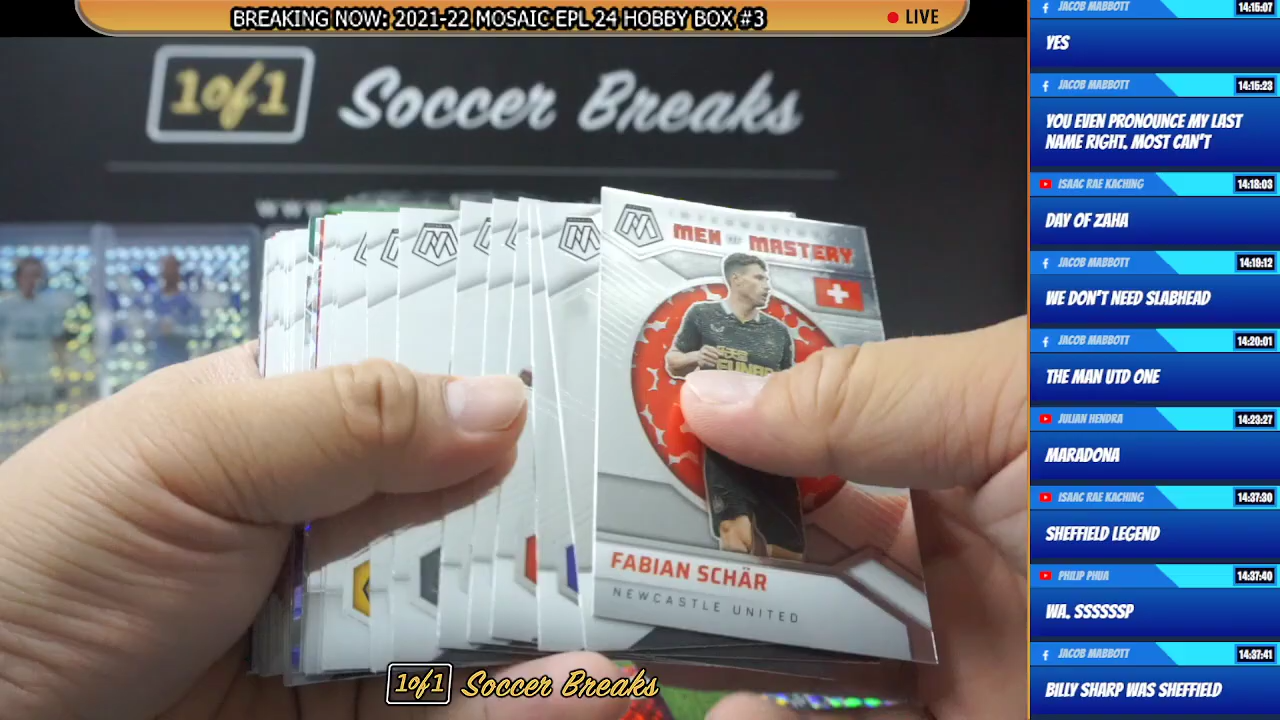 BREAKING NOW: 2021-22 MOSAIC EPL 24 HOBBY BOX #3
LIVE
1of1 Soccer Breaks
MEN OF MASTERY
FABIAN SCHÄR
NEWCASTLE UNITED
1of1 Soccer Breaks
JACOB MABBOTT 14:15:07
YES
JACOB MABBOTT 14:15:23
YOU EVEN PRONOUNCE MY LAST
NAME RIGHT. MOST CAN'T
ISAAC RAE KACHING 14:18:03
DAY OF ZAHA
JACOB MABBOTT 14:19:12
WE DON'T NEED SLABHEAD
JACOB MABBOTT 14:20:01
THE MAN UTD ONE
JULIAN HENDRA 14:23:27
MARADONA
ISAAC RAE KACHING 14:37:30
SHEFFIELD LEGEND
PHILIP PHUA 14:37:40
WA. SSSSSSP
JACOB MABBOTT 14:37:41
BILLY SHARP WAS SHEFFIELD